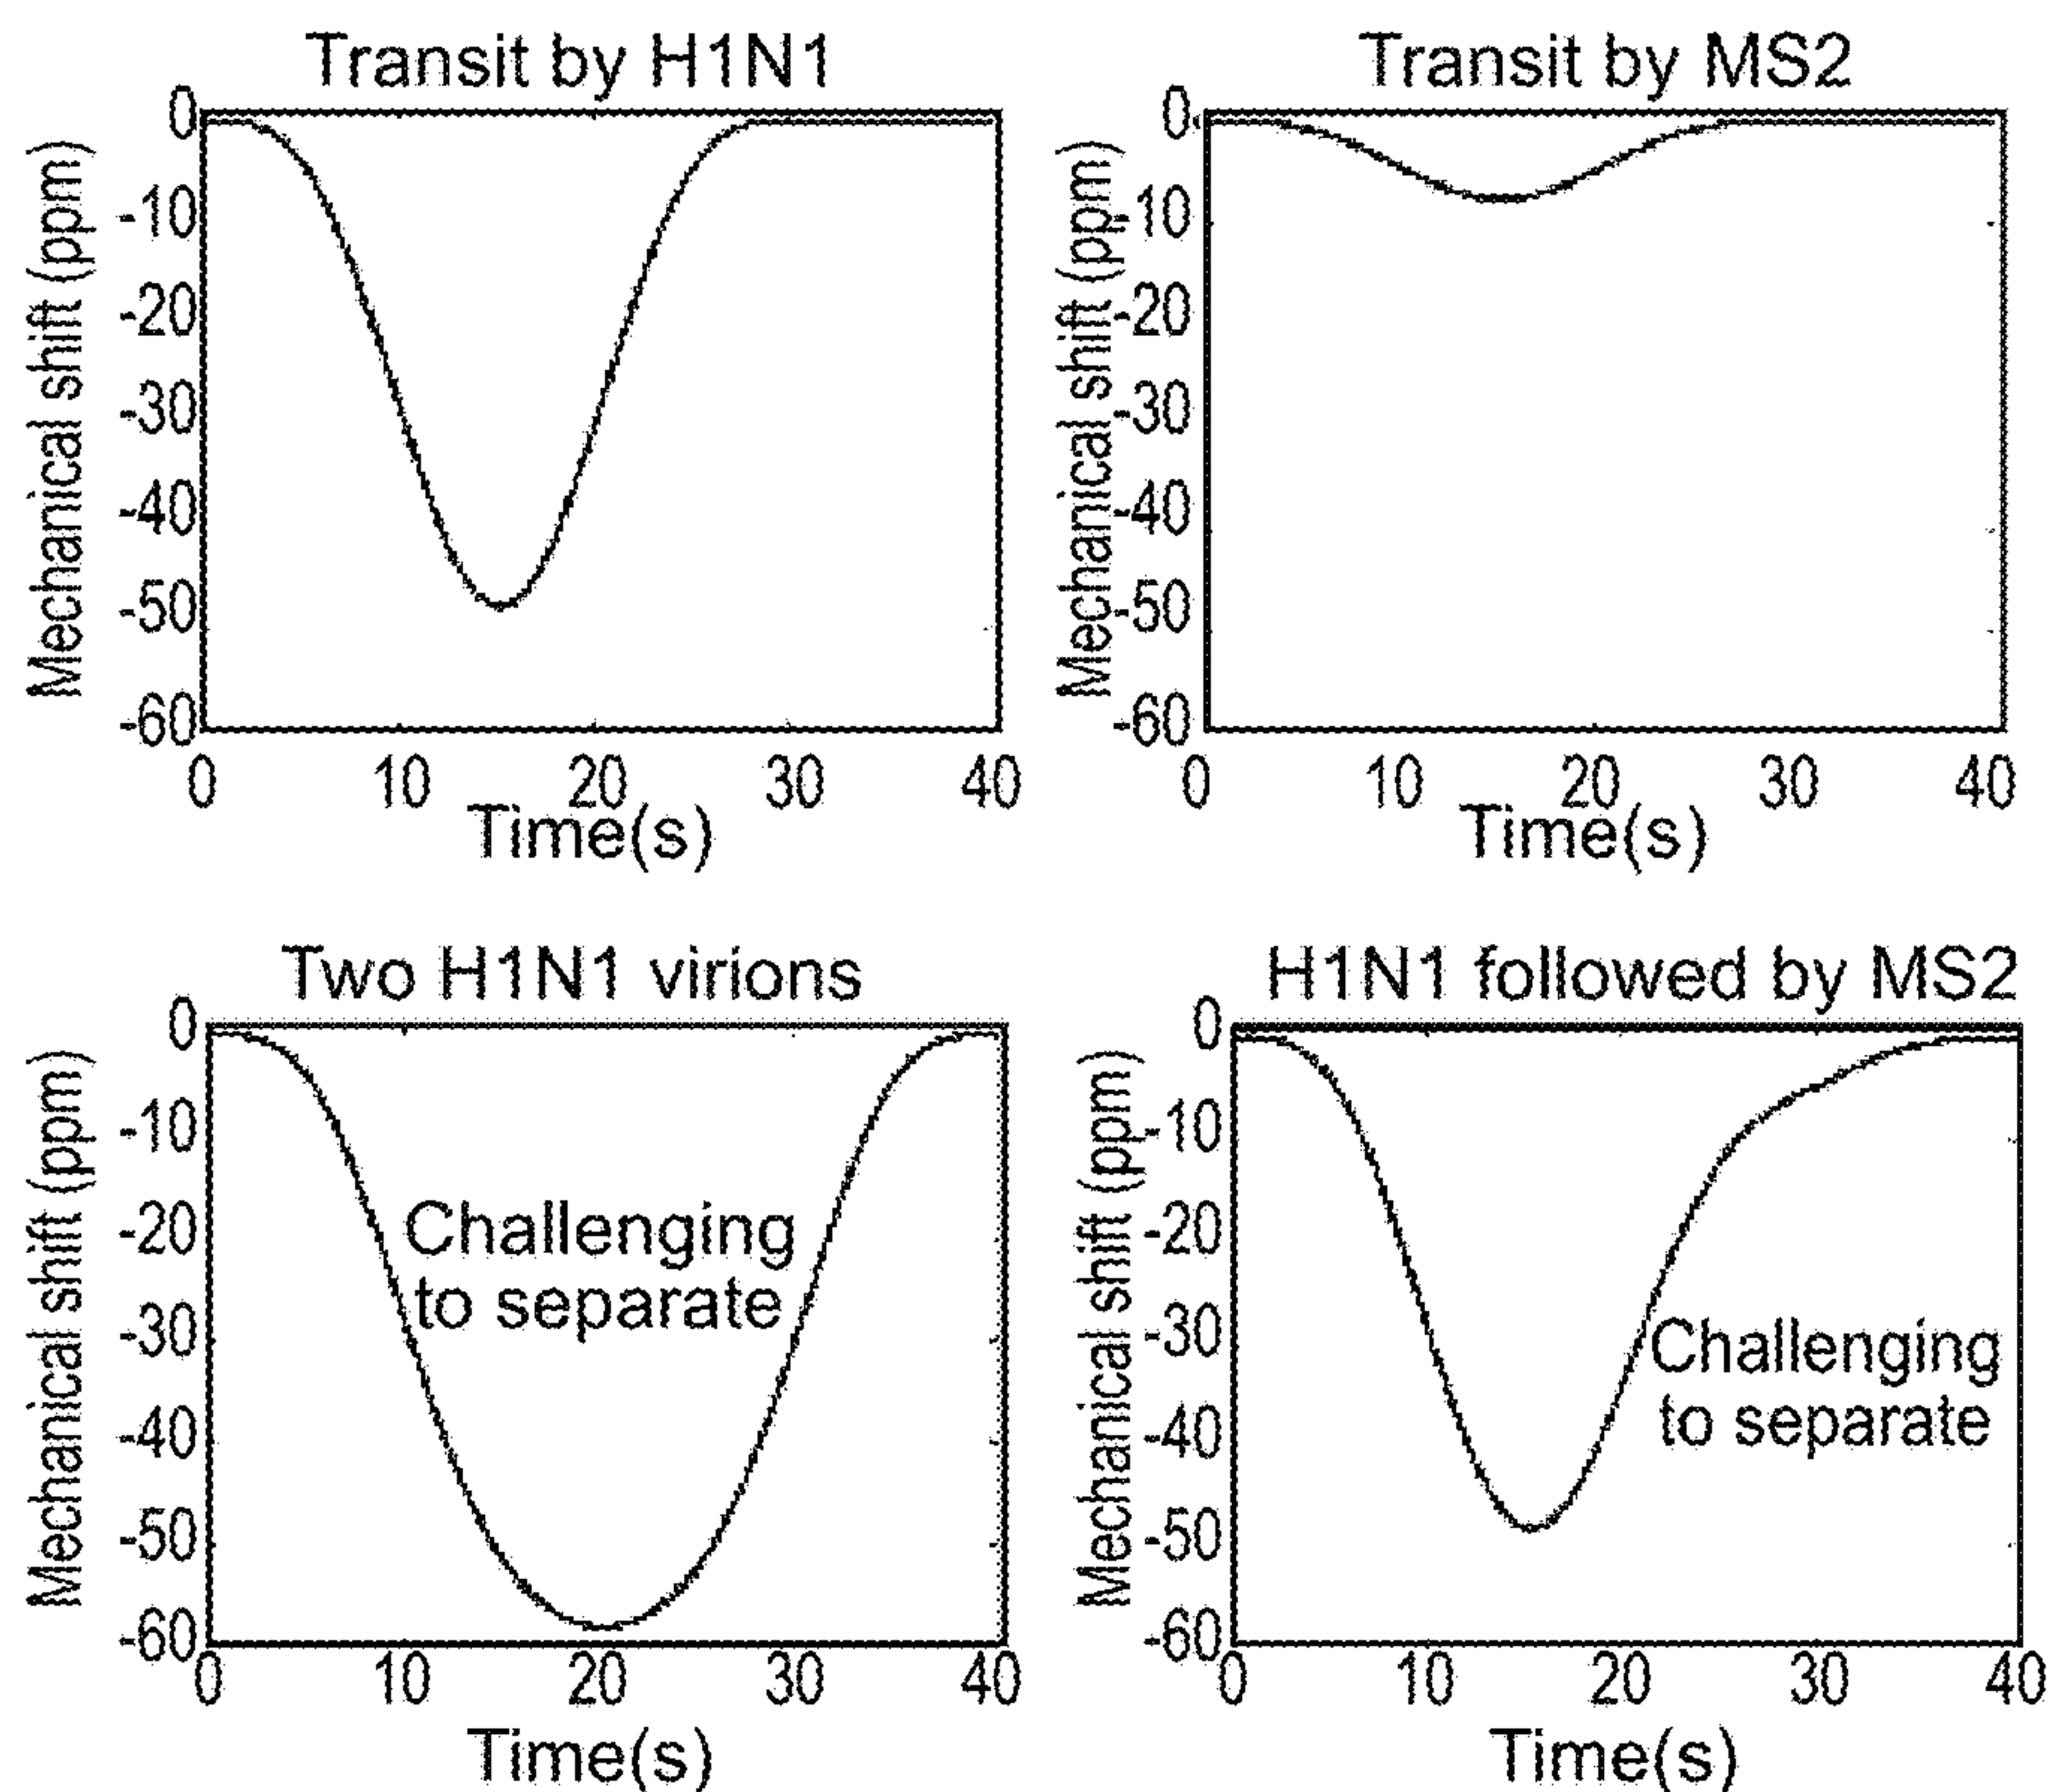 Transit by H1N1
Mechanical shift (ppm)
0
-10
-20
-30
-40
-50
-60
0 10 20 30 40
Time(s)
Transit by MS2
Mechanical shift (ppm)
0
-10
-20
-30
-40
-50
-60
0 10 20 30 40
Time(s)
Two H1N1 virions
Mechanical shift (ppm)
0
-10
-20
-30
-40
-50
-60
Challenging
to separate
0 10 20 30 40
Time(s)
H1N1 followed by MS2
Mechanical shift (ppm)
0
-10
-20
-30
-40
-50
-60
Challenging
to separate
0 10 20 30 40
Time(s)